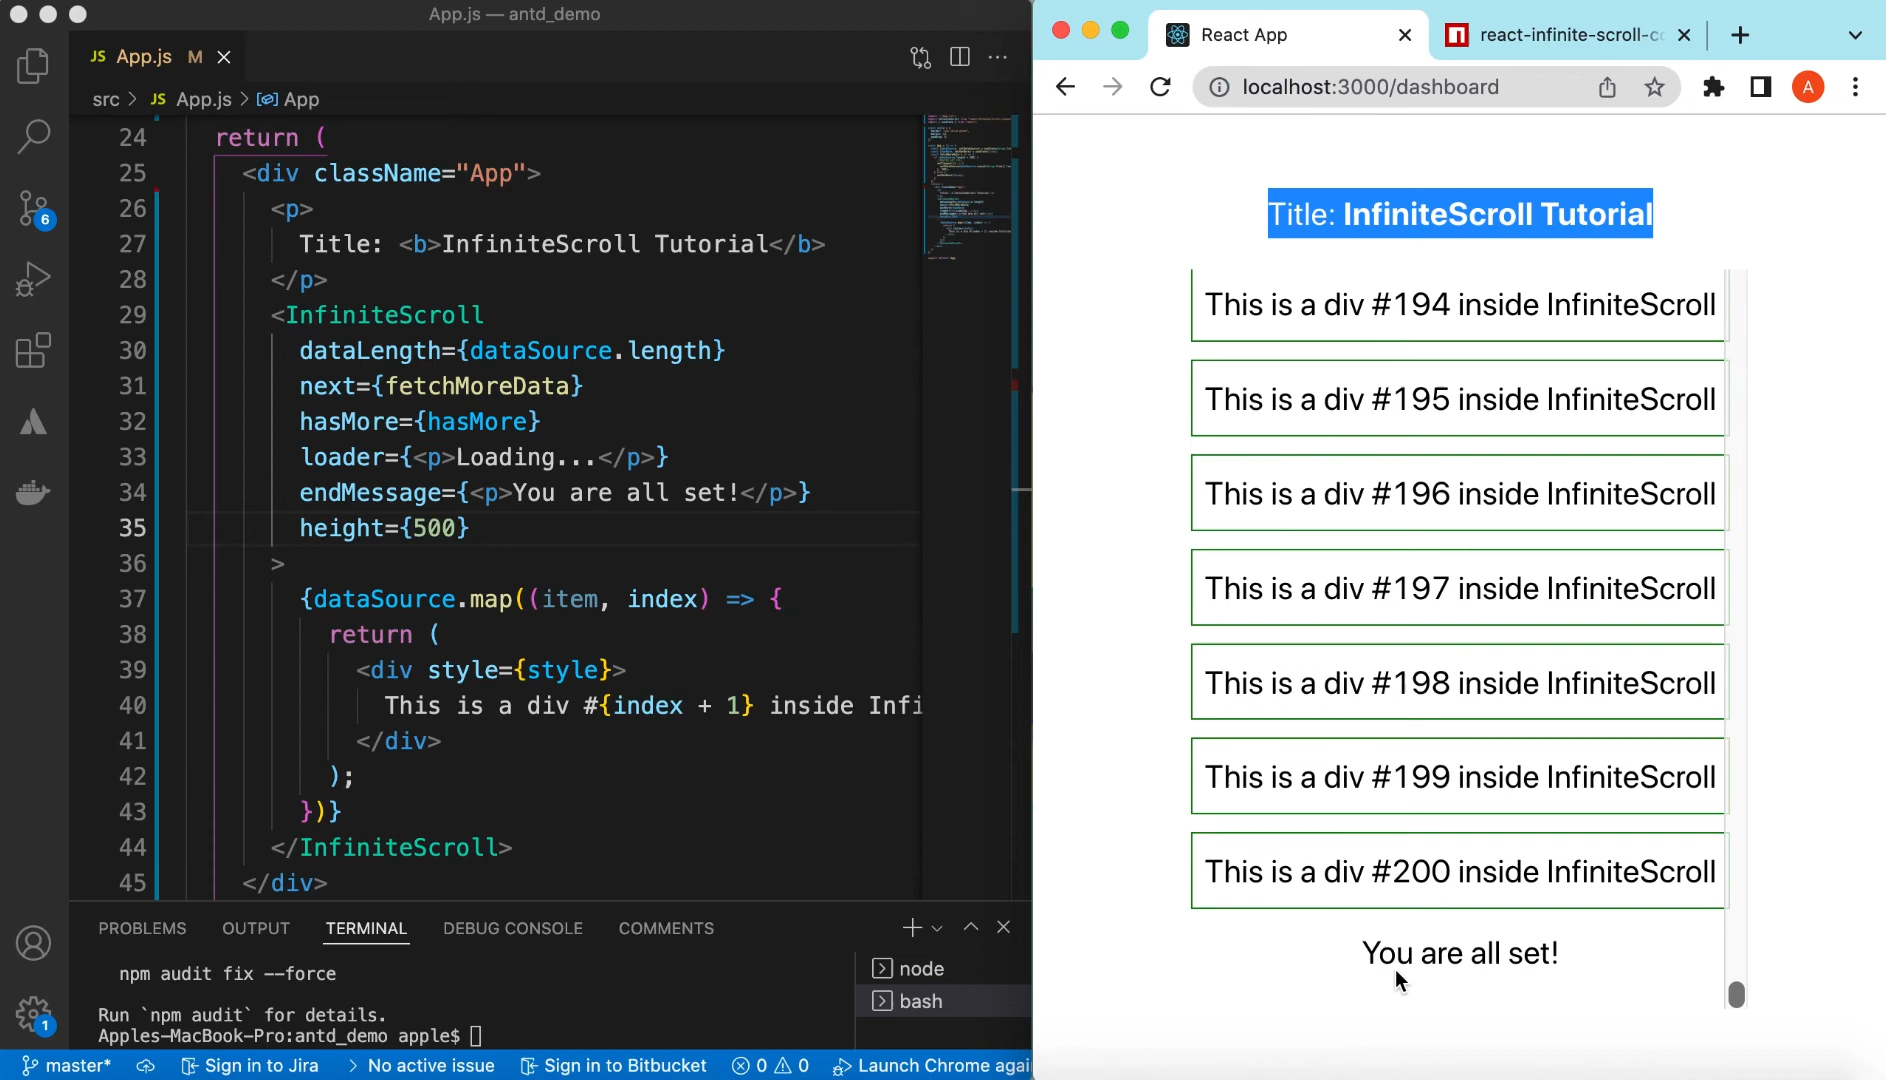 App.js — antd_demo
JS App.js M
src > JS App.js > App
24 return (
25 <div className="App">
26 <p>
27 Title: <b>InfiniteScroll Tutorial</b>
28 </p>
29 <InfiniteScroll
30 dataLength={dataSource.length}
31 next={fetchMoreData}
32 hasMore={hasMore}
33 loader={<p>Loading...</p>}
34 endMessage={<p>You are all set!</p>}
35 height={500}
36 >
37 {dataSource.map((item, index) => {
38 return (
39 <div style={style}>
40 This is a div #{index + 1} inside Infi
41 </div>
42 );
43 })}
44 </InfiniteScroll>
45 </div>
6
1
PROBLEMS OUTPUT TERMINAL DEBUG CONSOLE COMMENTS
npm audit fix --force
Run `npm audit` for details.
Apples-MacBook-Pro:antd_demo apple$
node
bash
master* Sign in to Jira > No active issue Sign in to Bitbucket 0 0 Launch Chrome agai
React App
react-infinite-scroll-co
localhost:3000/dashboard
A
Title: InfiniteScroll Tutorial
This is a div #194 inside InfiniteScroll
This is a div #195 inside InfiniteScroll
This is a div #196 inside InfiniteScroll
This is a div #197 inside InfiniteScroll
This is a div #198 inside InfiniteScroll
This is a div #199 inside InfiniteScroll
This is a div #200 inside InfiniteScroll
You are all set!